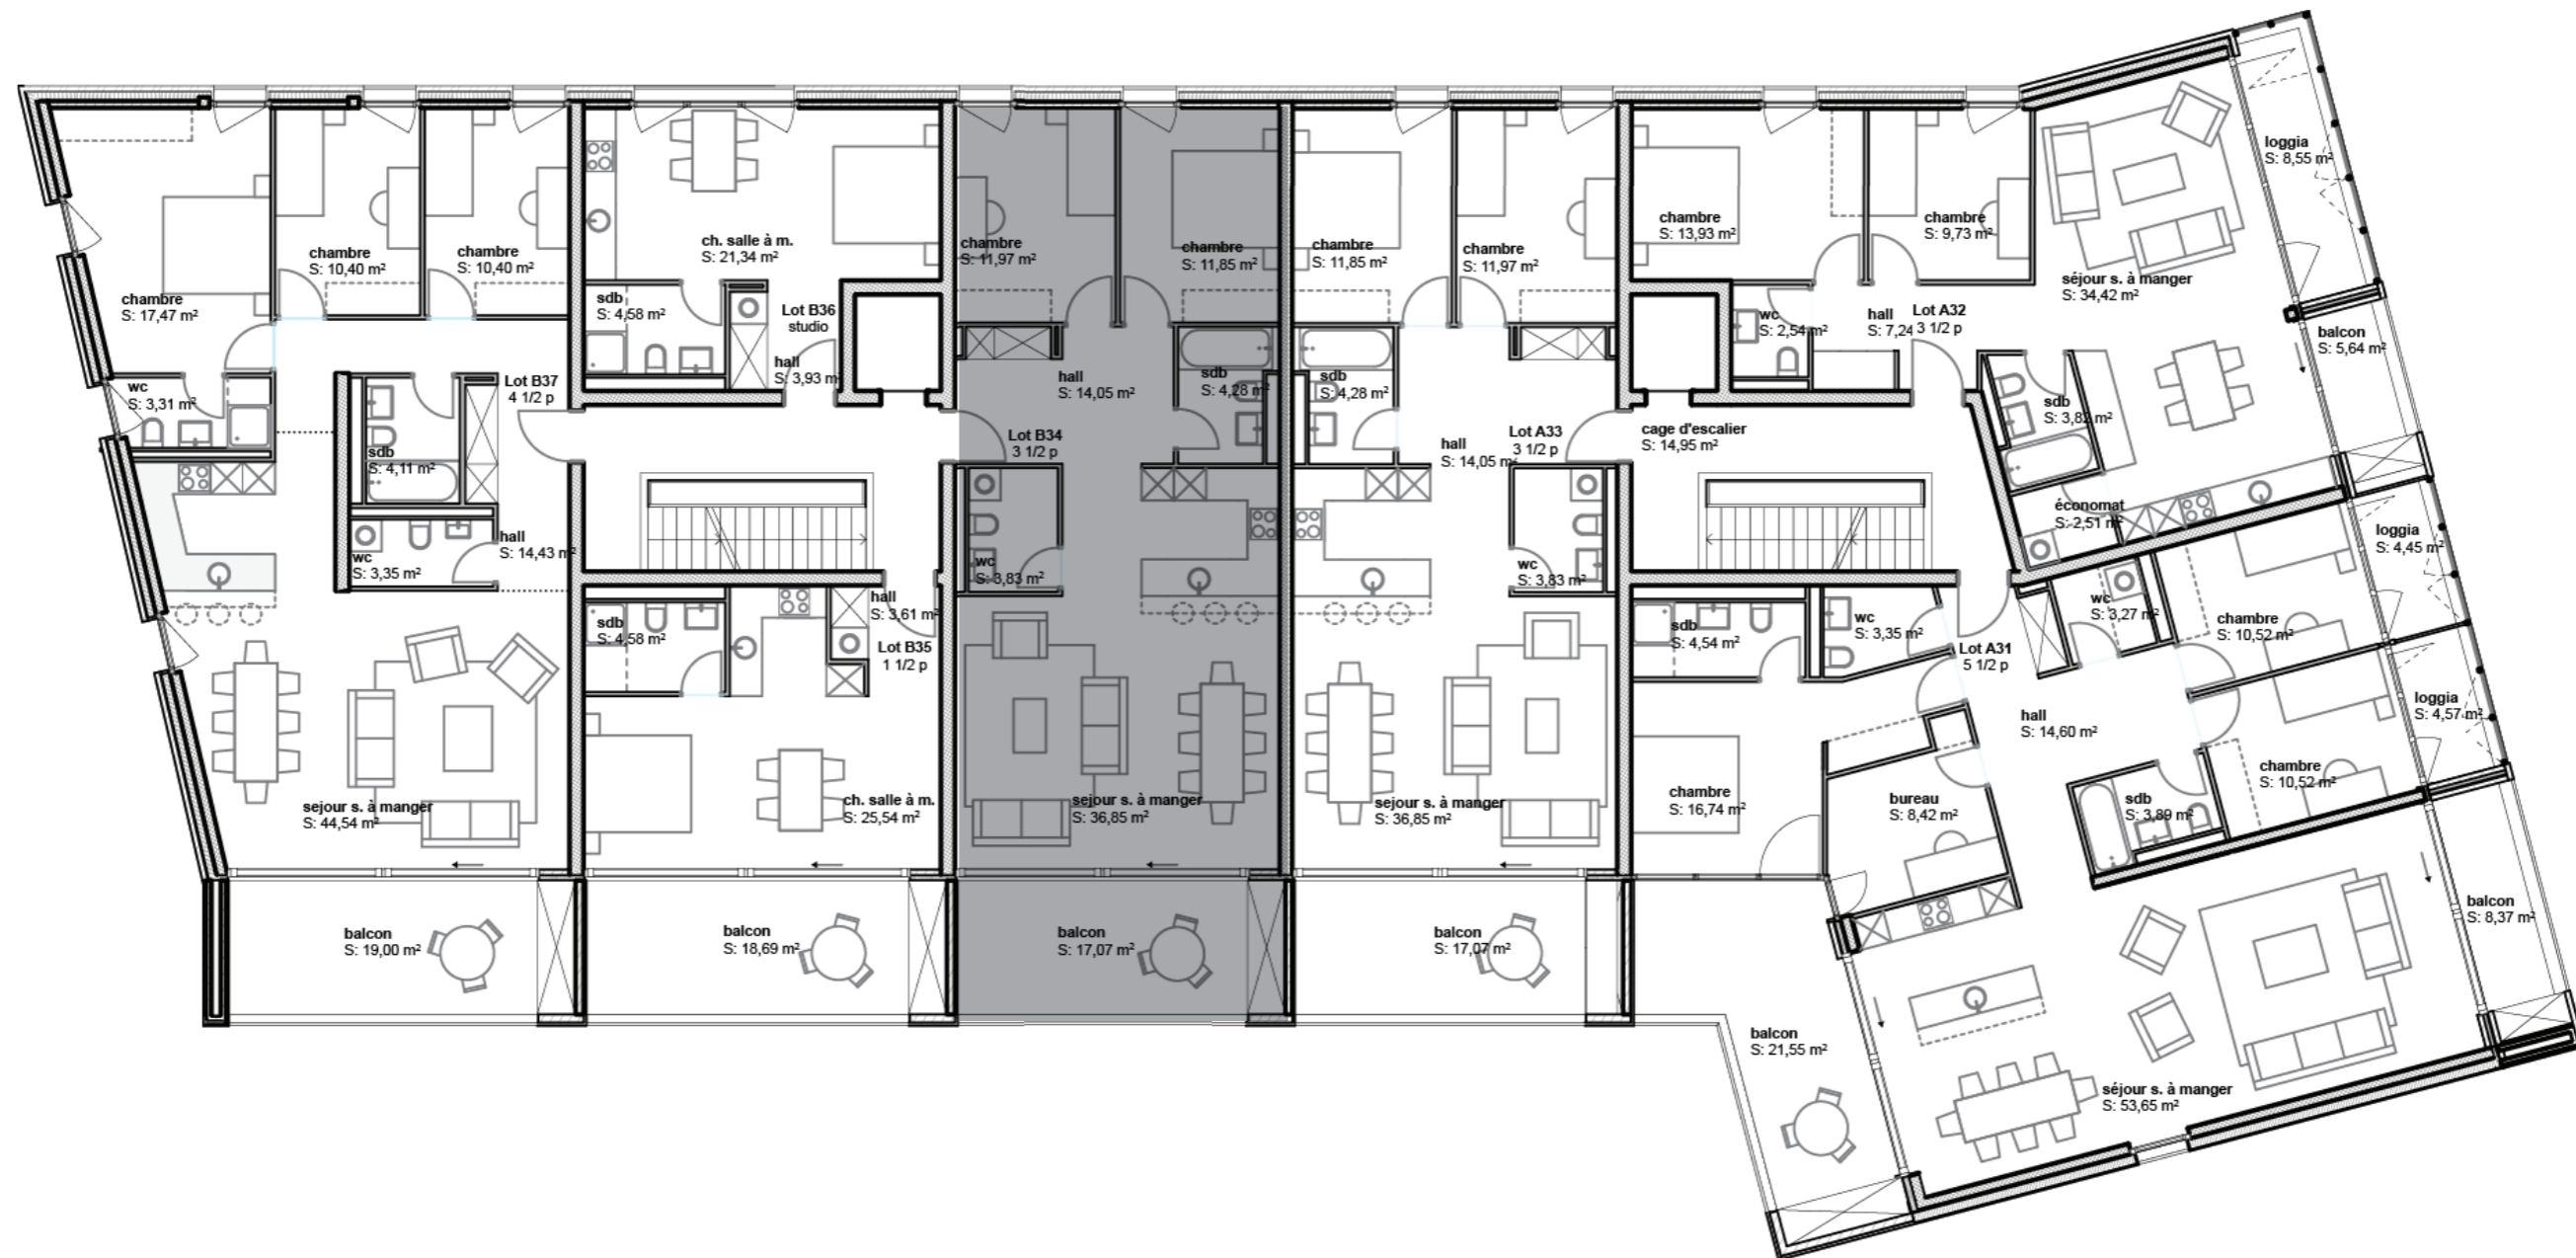 chambre
S: 17,47 m²
chambre
S: 10,40 m²
chambre
S: 10,40 m²
wc
S: 3,31 m²
sdb
S: 4,11 m²
Lot B37
4 1/2 p
wc
S: 3,35 m²
hall
S: 14,43 m²
sejour s. à manger
S: 44,54 m²
balcon
S: 19,00 m²
ch. salle à m.
S: 21,34 m²
sdb
S: 4,58 m²
Lot B36
studio
hall
S: 3,93 m²
sdb
S: 4,58 m²
hall
S: 3,61 m²
Lot B35
1 1/2 p
ch. salle à m.
S: 25,54 m²
balcon
S: 18,69 m²
chambre
S: 11,97 m²
chambre
S: 11,85 m²
hall
S: 14,05 m²
sdb
S: 4,28 m²
Lot B34
3 1/2 p
wc
S: 3,83 m²
sejour s. à manger
S: 36,85 m²
balcon
S: 17,07 m²
chambre
S: 11,85 m²
chambre
S: 11,97 m²
sdb
S: 4,28 m²
hall
S: 14,05 m²
Lot A33
3 1/2 p
wc
S: 3,83 m²
sejour s. à manger
S: 36,85 m²
balcon
S: 17,07 m²
chambre
S: 13,93 m²
chambre
S: 9,73 m²
wc
S: 2,54 m²
hall
S: 7,24
Lot A32
3 1/2 p
séjour s. à manger
S: 34,42 m²
loggia
S: 8,55 m²
balcon
S: 5,64 m²
sdb
S: 3,82 m²
économat
S: 2,51 m²
cage d'escalier
S: 14,95 m²
loggia
S: 4,45 m²
sdb
S: 4,54 m²
wc
S: 3,35 m²
Lot A31
5 1/2 p
wc
S: 3,27 m²
chambre
S: 10,52 m²
loggia
S: 4,57 m²
hall
S: 14,60 m²
chambre
S: 10,52 m²
chambre
S: 16,74 m²
bureau
S: 8,42 m²
sdb
S: 3,89 m²
balcon
S: 8,37 m²
balcon
S: 21,55 m²
séjour s. à manger
S: 53,65 m²